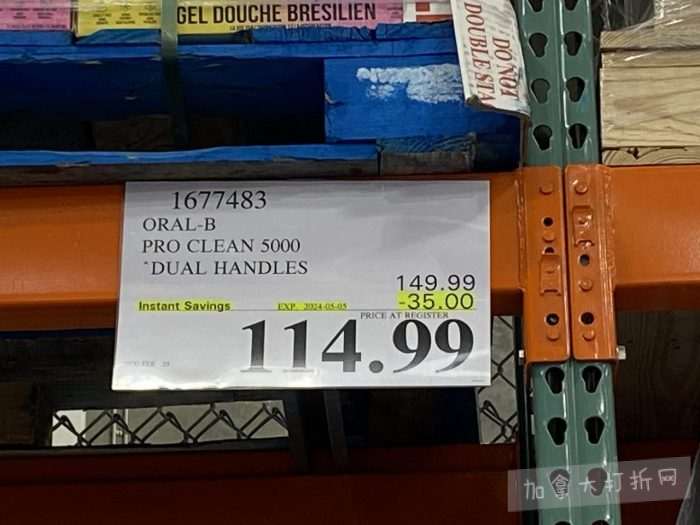 GEL DOUCHE BRESILIEN
DO NOT
DOUBLE STA
1677483
ORAL-B
PRO CLEAN 5000
*DUAL HANDLES
149.99
Instant Savings EXP. 2024-05-05 -35.00
PRICE AT REGISTER
114.99
加拿大打折网